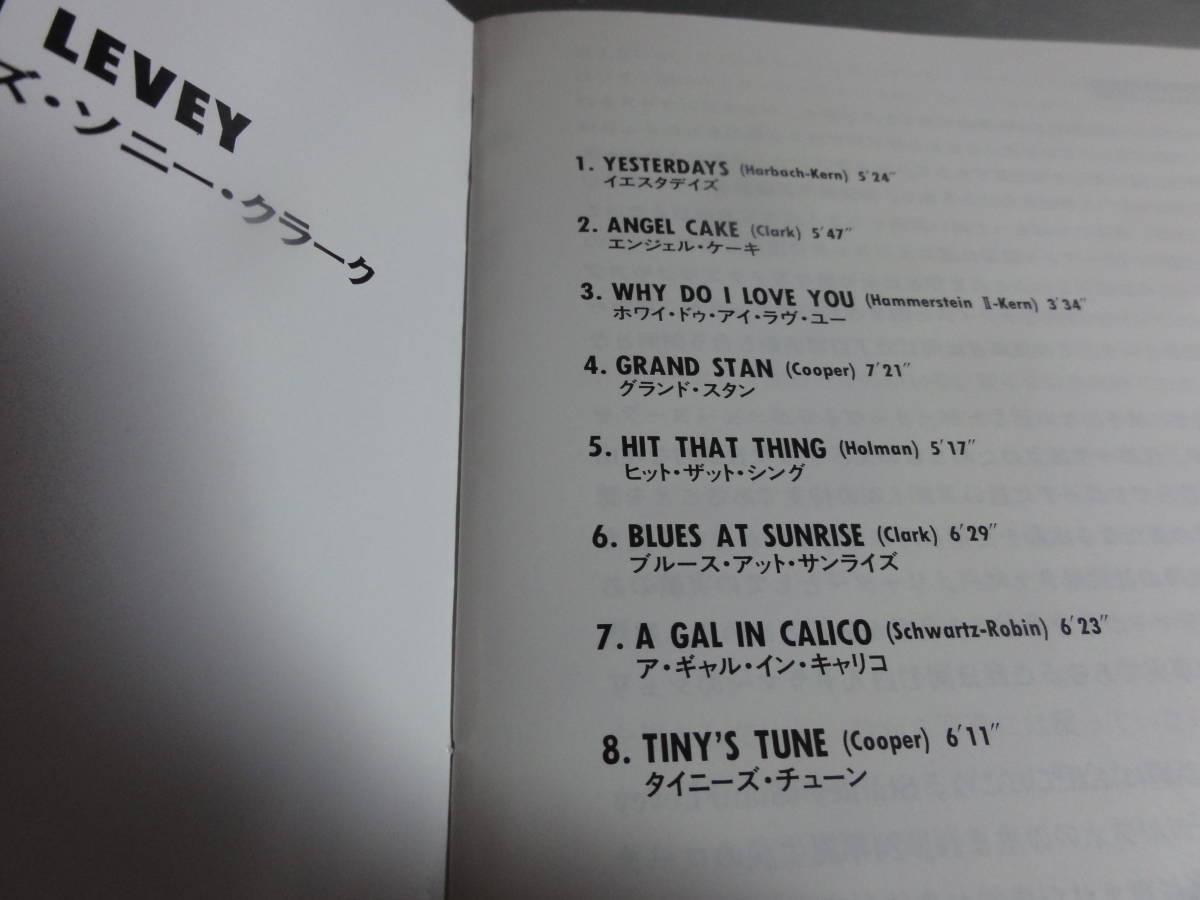 LEVEY
ズ・ソニー・クラーク
1. YESTERDAYS (Harbach-Kern) 5'24"
イエスタデイズ
2. ANGEL CAKE (Clark) 5'47"
エンジェル・ケーキ
3. WHY DO I LOVE YOU (Hammerstein Ⅱ-Kern) 3'34"
ホワイ・ドゥ・アイ・ラヴ・ユー
4. GRAND STAN (Cooper) 7'21"
グランド・スタン
5. HIT THAT THING (Holman) 5'17"
ヒット・ザット・シング
6. BLUES AT SUNRISE (Clark) 6'29"
ブルース・アット・サンライズ
7. A GAL IN CALICO (Schwartz-Robin) 6'23"
ア・ギャル・イン・キャリコ
8. TINY'S TUNE (Cooper) 6'11"
タイニーズ・チューン